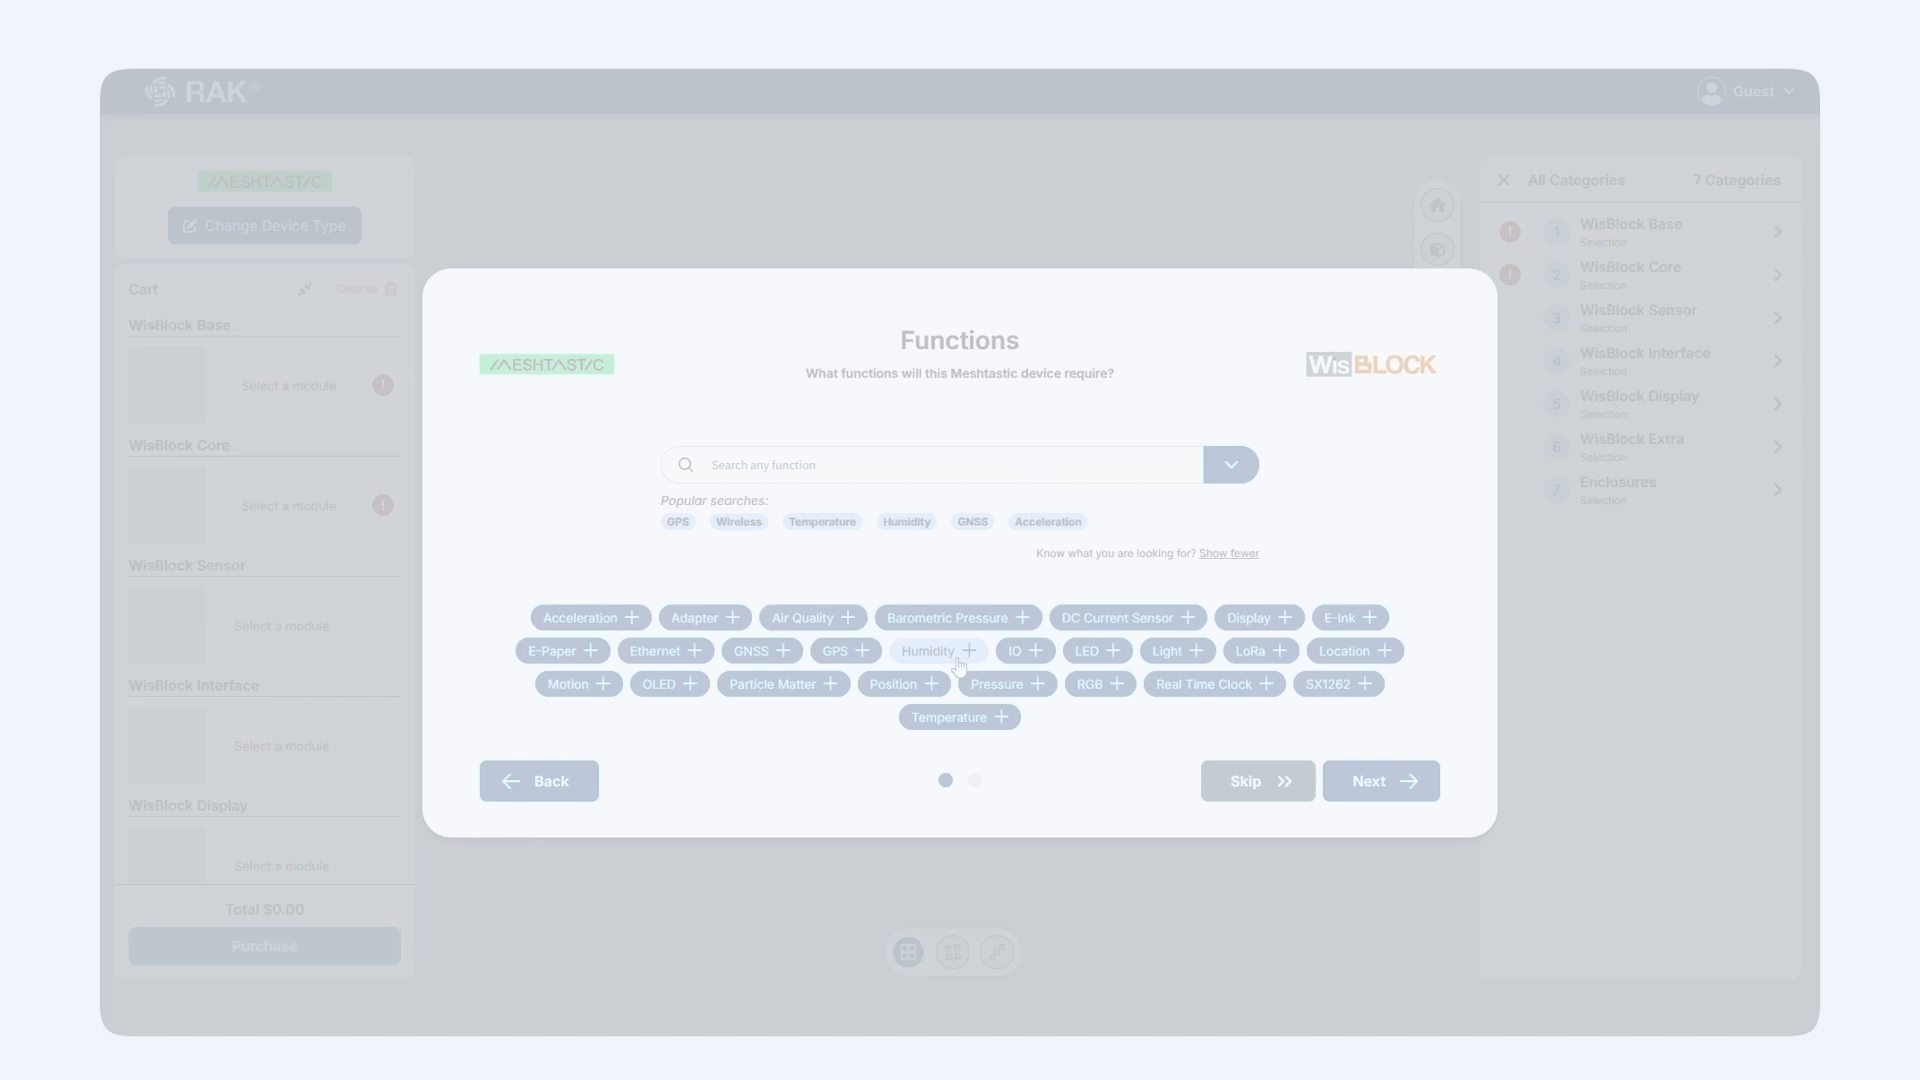 RAK®
Guest
MESHTASTIC
Change Device Type
Cart
Clear all
WisBlock Base
Select a module
!
WisBlock Core
Select a module
!
WisBlock Sensor
Select a module
WisBlock Interface
Select a module
WisBlock Display
Select a module
Total $0.00
Purchase
Functions
What functions will this Meshtastic device require?
MESHTASTIC
WisBLOCK
Search any function
Popular searches:
GPS Wireless Temperature Humidity GNSS Acceleration
Know what you are looking for? Show fewer
Acceleration + Adapter + Air Quality + Barometric Pressure + DC Current Sensor + Display + E-Ink +
E-Paper + Ethernet + GNSS + GPS + Humidity + IO + LED + Light + LoRa + Location +
Motion + OLED + Particle Matter + Position + Pressure + RGB + Real Time Clock + SX1262 +
Temperature +
Back
Skip
Next
All Categories 7 Categories
! 1 WisBlock Base
Selection
! 2 WisBlock Core
Selection
3 WisBlock Sensor
Selection
4 WisBlock Interface
Selection
5 WisBlock Display
Selection
6 WisBlock Extra
Selection
7 Enclosures
Selection